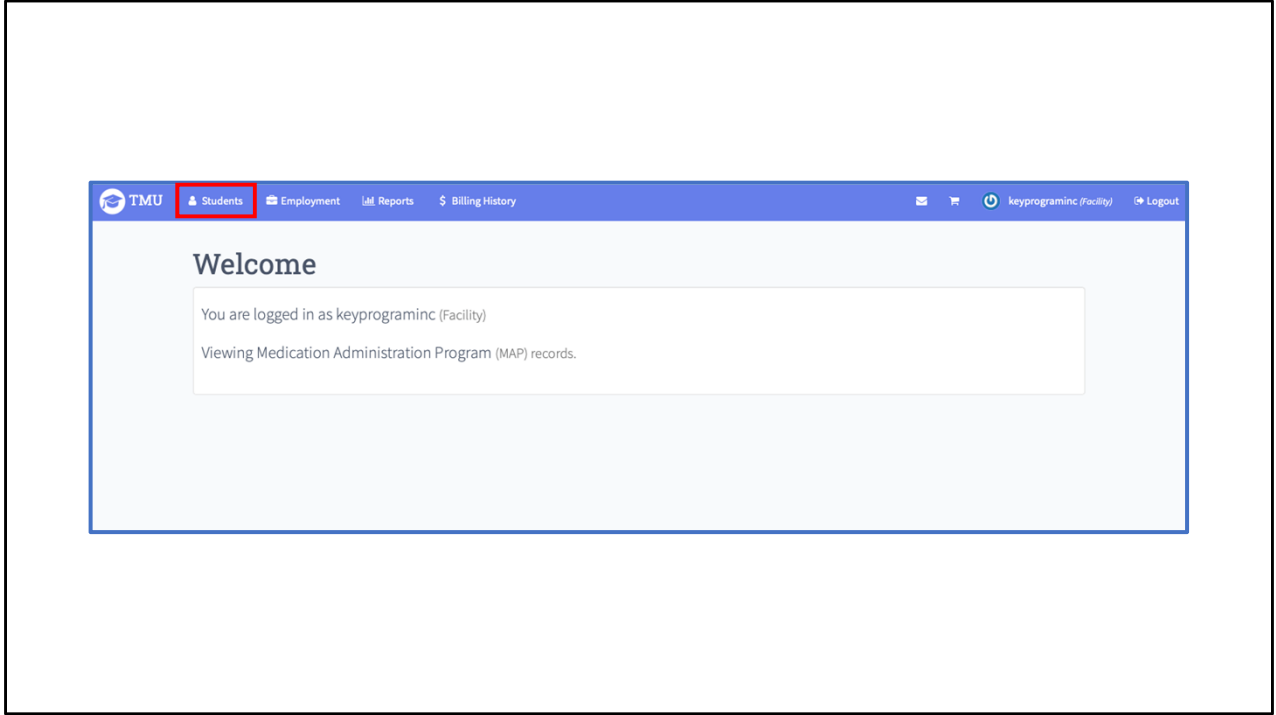 TMU Students Employment Reports $ Billing History keyprograminc (Facility) Logout
Welcome
You are logged in as keyprograminc (Facility)
Viewing Medication Administration Program (MAP) records.